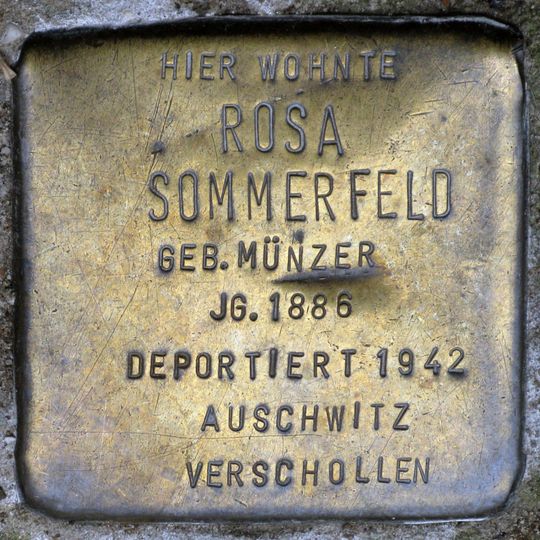 HIER WOHNTE
ROSA
SOMMERFELD
GEB. MÜNZER
JG. 1886
DEPORTIERT 1942
AUSCHWITZ
VERSCHOLLEN